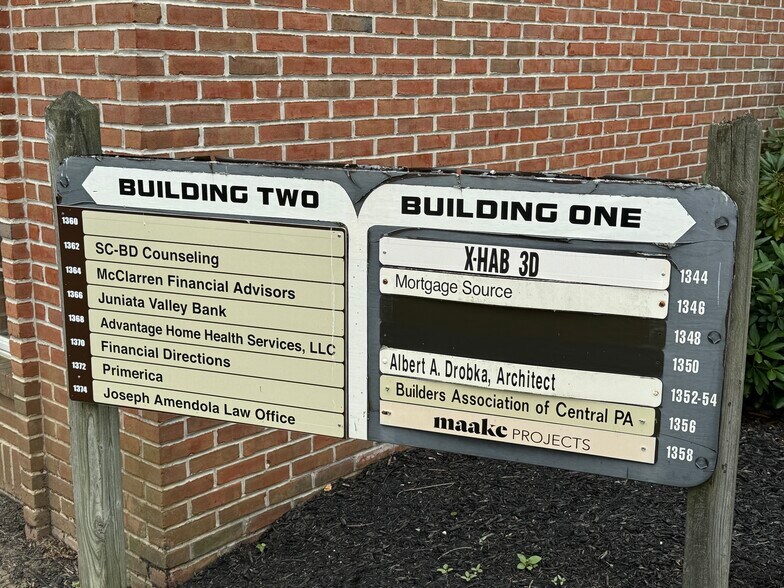 BUILDING TWO
1360
1362 SC-BD Counseling
1364 McClarren Financial Advisors
1366 Juniata Valley Bank
1368 Advantage Home Health Services, LLC
1370 Financial Directions
1372 Primerica
1374 Joseph Amendola Law Office
BUILDING ONE
X-HAB 3D 1344
Mortgage Source 1346
1348
Albert A. Drobka, Architect 1350
Builders Association of Central PA 1352-54
maake PROJECTS 1356
1358